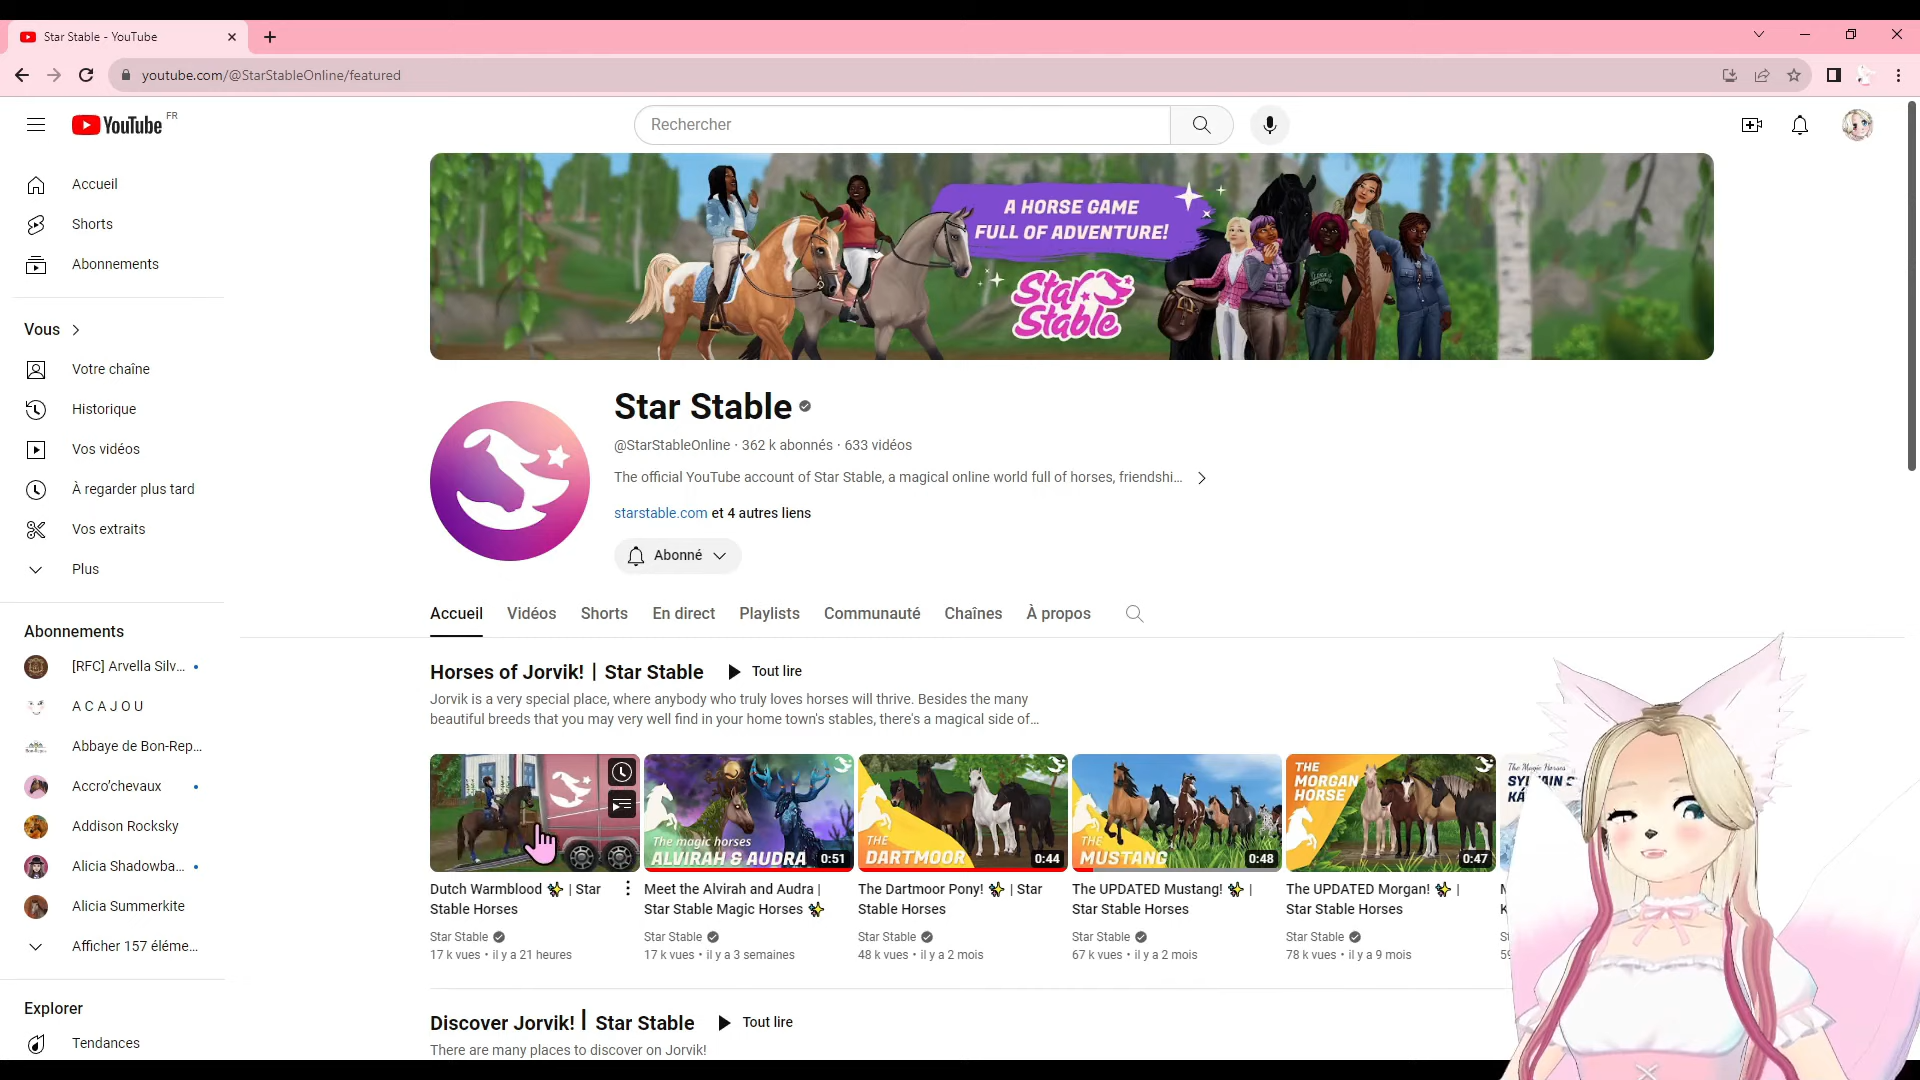 Star Stable - YouTube
youtube.com/@StarStableOnline/featured
YouTube FR
Rechercher
Accueil
Shorts
Abonnements
Vous
Votre chaîne
Historique
Vos vidéos
À regarder plus tard
Vos extraits
Plus
Abonnements
[RFC] Arvella Silv...
A C A J O U
Abbaye de Bon-Rep...
Accro'chevaux
Addison Rocksky
Alicia Shadowba...
Alicia Summerkite
Afficher 157 éléme...
Explorer
Tendances
A HORSE GAME
FULL OF ADVENTURE!
Star
Stable
Star Stable
@StarStableOnline · 362 k abonnés · 633 vidéos
The official YouTube account of Star Stable, a magical online world full of horses, friendshi...
starstable.com et 4 autres liens
Abonné
Accueil Vidéos Shorts En direct Playlists Communauté Chaînes À propos
Horses of Jorvik! | Star Stable Tout lire
Jorvik is a very special place, where anybody who truly loves horses will thrive. Besides the many
beautiful breeds that you may very well find in your home town's stables, there's a magical side of...
The magic horses
ALVIRAH & AUDRA
0:51
THE
DARTMOOR
0:44
THE
MUSTANG
0:48
THE
MORGAN
HORSE
0:47
The Magic Horses
Dutch Warmblood ✨ | Star
Stable Horses
Star Stable
17 k vues • il y a 21 heures
Meet the Alvirah and Audra |
Star Stable Magic Horses ✨
Star Stable
17 k vues • il y a 3 semaines
The Dartmoor Pony! ✨ | Star
Stable Horses
Star Stable
48 k vues • il y a 2 mois
The UPDATED Mustang! ✨ |
Star Stable Horses
Star Stable
67 k vues • il y a 2 mois
The UPDATED Morgan! ✨ |
Star Stable Horses
Star Stable
78 k vues • il y a 9 mois
Discover Jorvik! | Star Stable Tout lire
There are many places to discover on Jorvik!